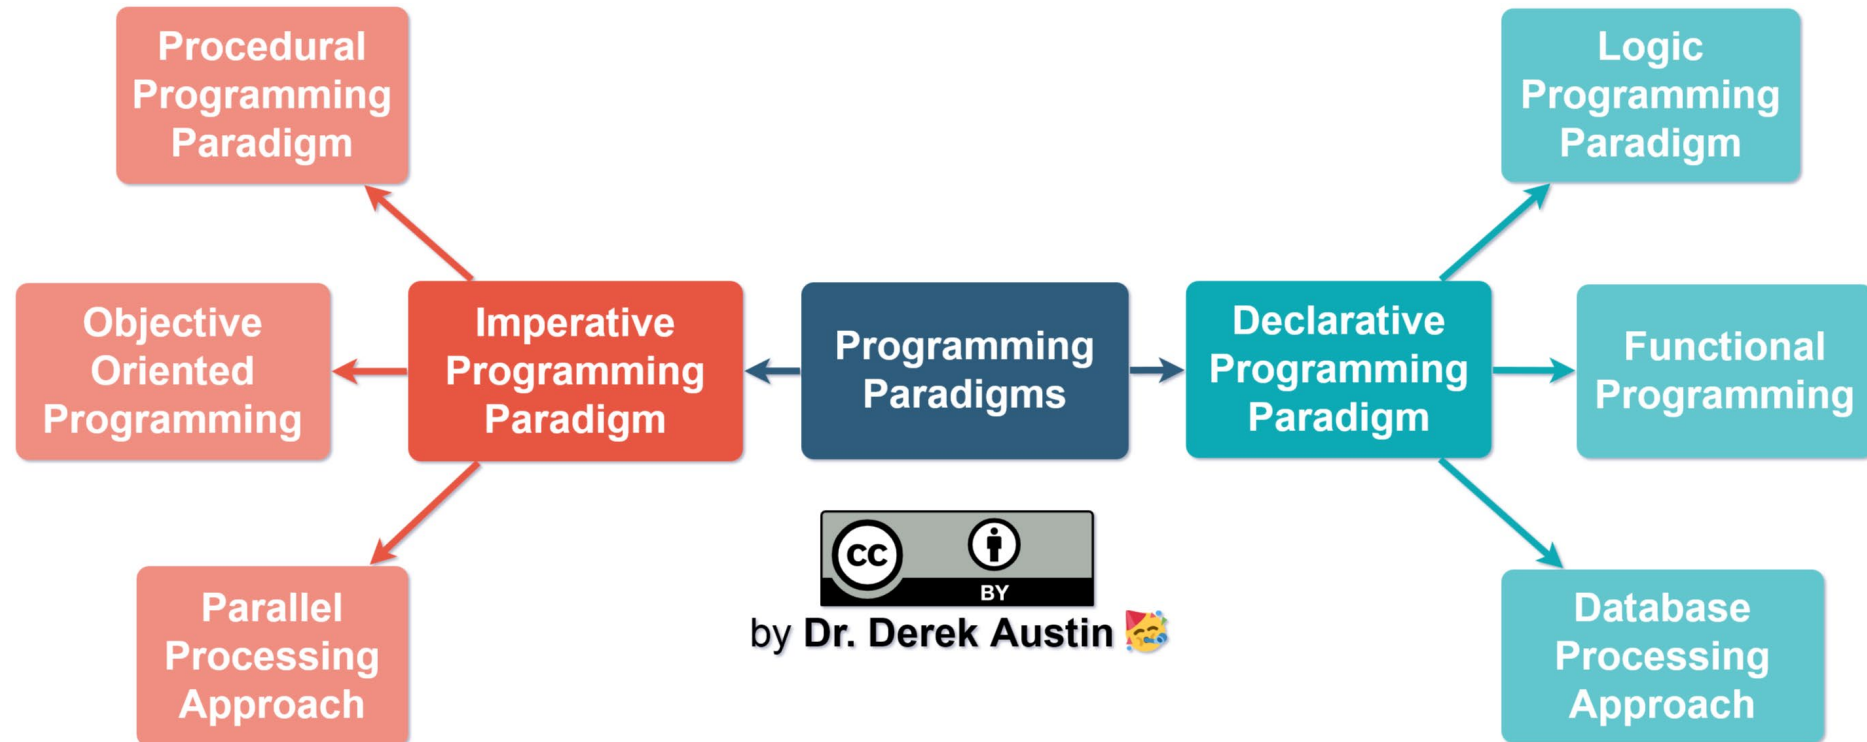 Procedural
Programming
Paradigm
Logic
Programming
Paradigm
Objective
Oriented
Programming
Imperative
Programming
Paradigm
Programming
Paradigms
Declarative
Programming
Paradigm
Functional
Programming
Parallel
Processing
Approach
cc
BY
by Dr. Derek Austin 🥳
Database
Processing
Approach